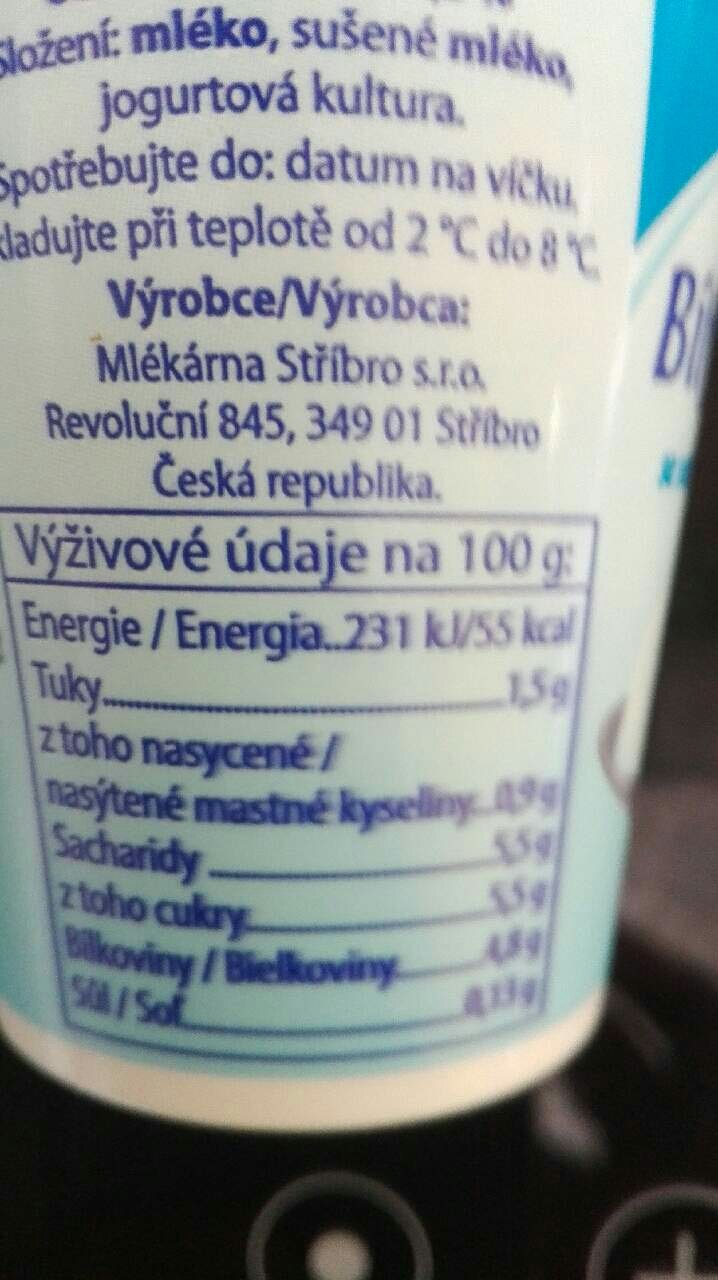 Složení: mléko, sušené mléko,
jogurtová kultura.
Spotřebujte do: datum na víčku.
kladujte při teplotě od 2 °C do 8 °C.
Výrobce/Výrobca:
Mlékárna Stříbro s.r.o.
Revoluční 845, 349 01 Stříbro
Česká republika.
Výživové údaje na 100 g:
Energie / Energia..231 kJ/55 kcal
Tuky 1,5 g
z toho nasycené /
nasýtené mastné kyseliny 0,9 g
Sacharidy 5,5 g
z toho cukry 5,5 g
Bílkoviny / Bielkoviny 4,8 g
Sůl / Soľ 0,13 g
Bí